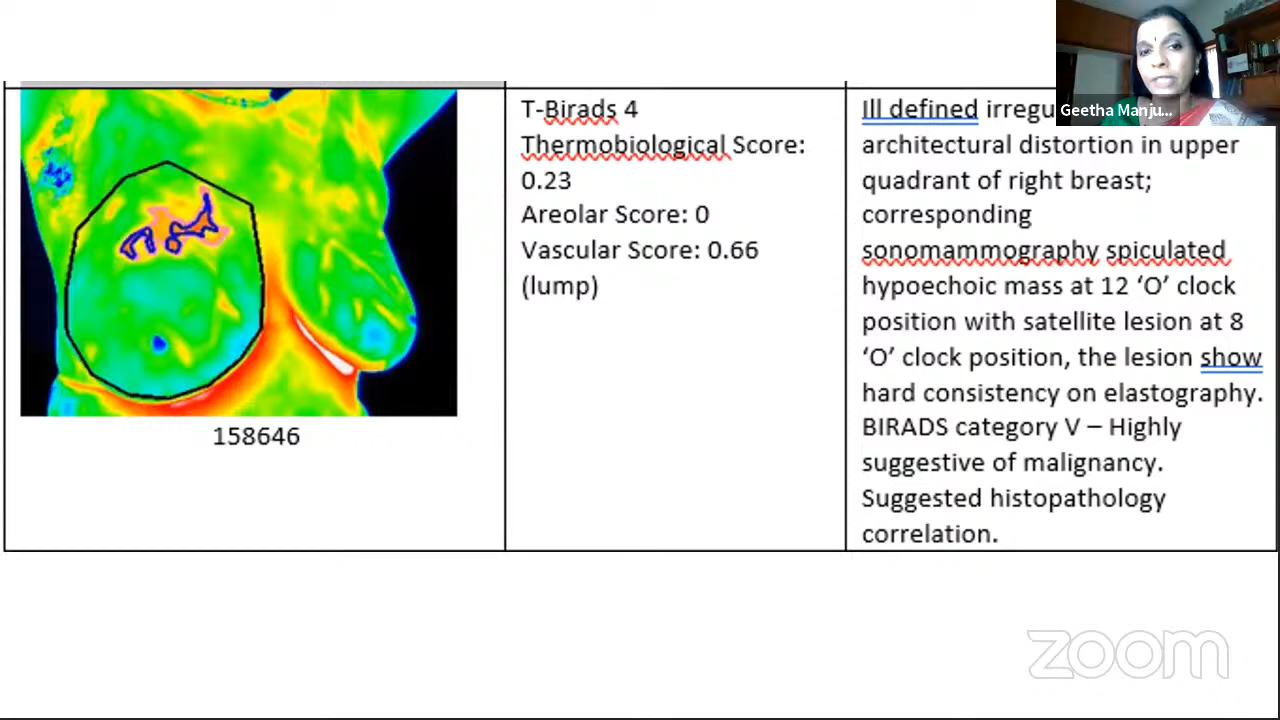 T-Birads 4
Thermobiological Score:
0.23
Areolar Score: 0
Vascular Score: 0.66
(lump)
Ill defined
architectural distortion in upper
quadrant of right breast;
corresponding
sonomammography spiculated
hypoechoic mass at 12 ‘O’ clock
position with satellite lesion at 8
‘O’ clock position, the lesion show
hard consistency on elastography.
BIRADS category V – Highly
suggestive of malignancy.
Suggested histopathology
correlation.
158646
Geetha Manju...
zoom